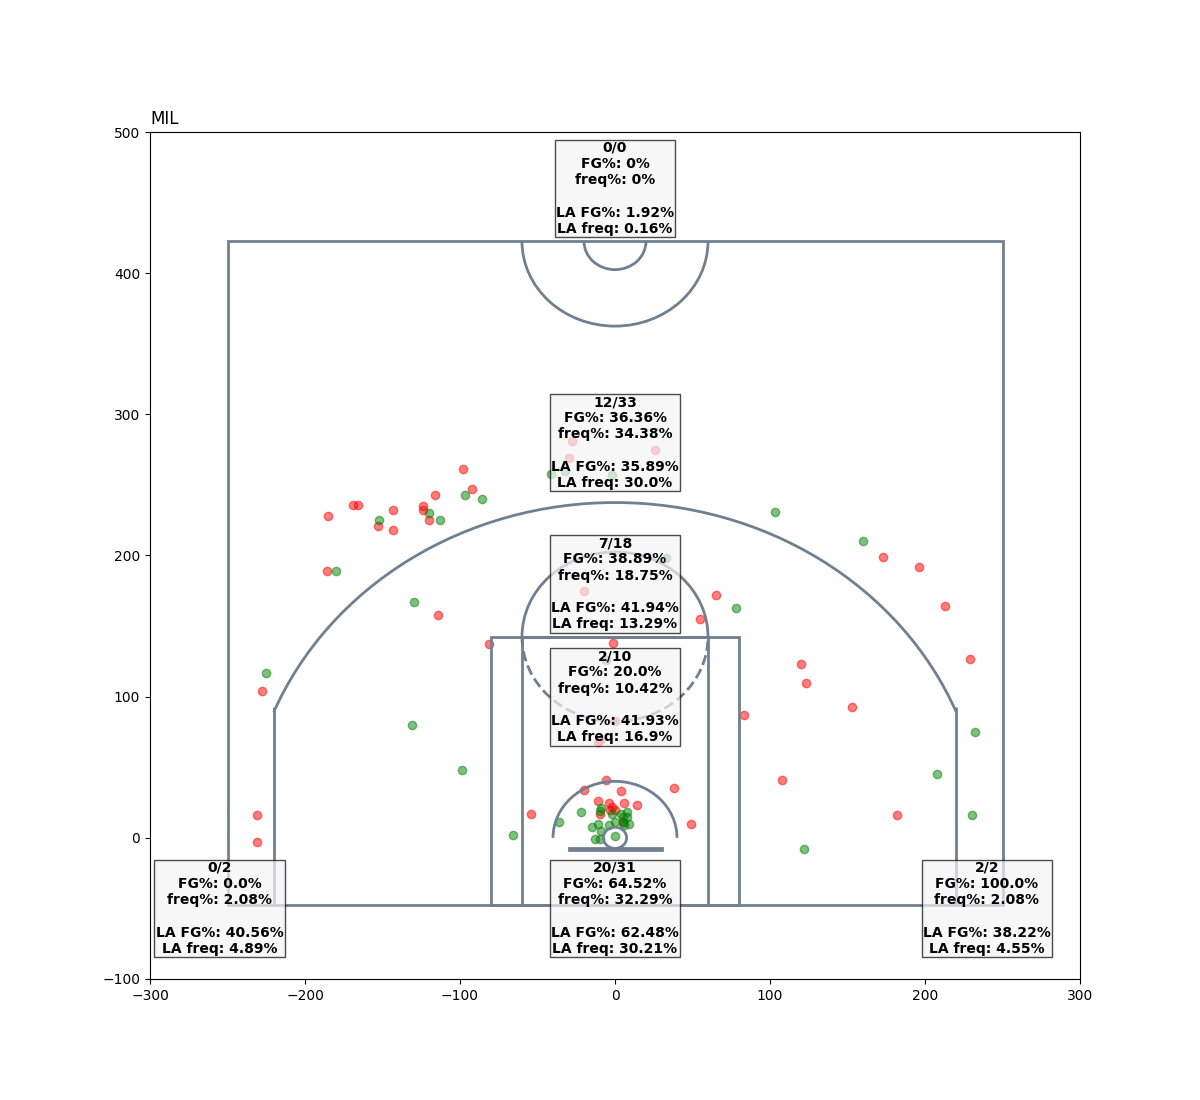 MIL
500
0/0
FG%: 0%
freq%: 0%
LA FG%: 1.92%
LA freq: 0.16%
400
300
12/33
FG%: 36.36%
freq%: 34.38%
LA FG%: 35.89%
LA freq: 30.0%
200
7/18
FG%: 38.89%
freq%: 18.75%
LA FG%: 41.94%
LA freq: 13.29%
100
2/10
FG%: 20.0%
freq%: 10.42%
LA FG%: 41.93%
LA freq: 16.9%
0
0/2
FG%: 0.0%
freq%: 2.08%
LA FG%: 40.56%
LA freq: 4.89%
20/31
FG%: 64.52%
freq%: 32.29%
LA FG%: 62.48%
LA freq: 30.21%
2/2
FG%: 100.0%
freq%: 2.08%
LA FG%: 38.22%
LA freq: 4.55%
−100
−300 −200 −100 0 100 200 300